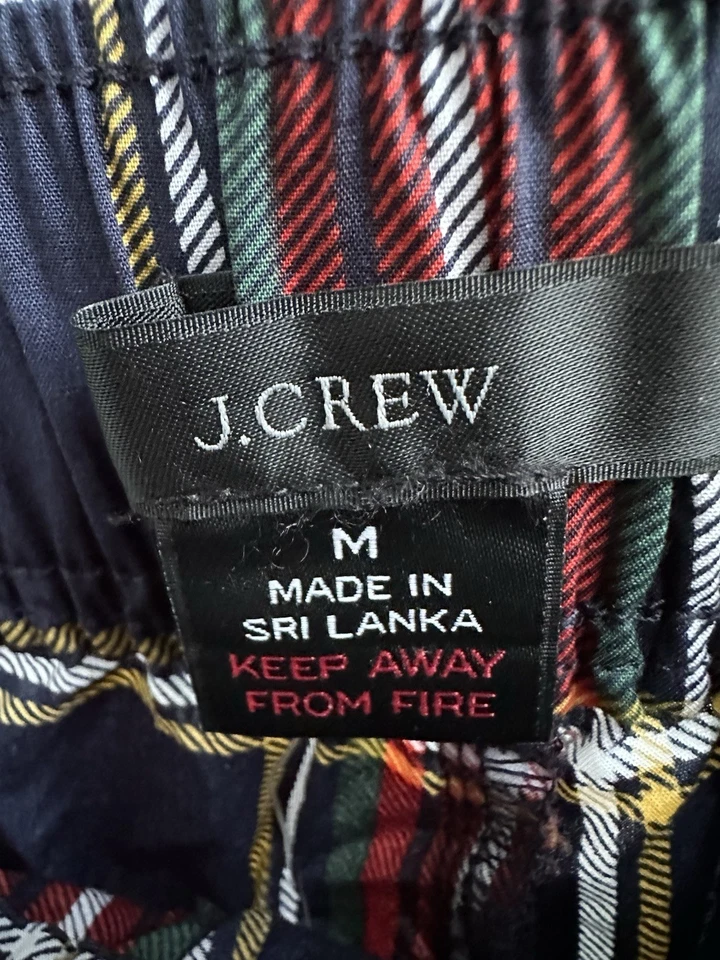 J.CREW
M
MADE IN
SRI LANKA
KEEP AWAY
FROM FIRE